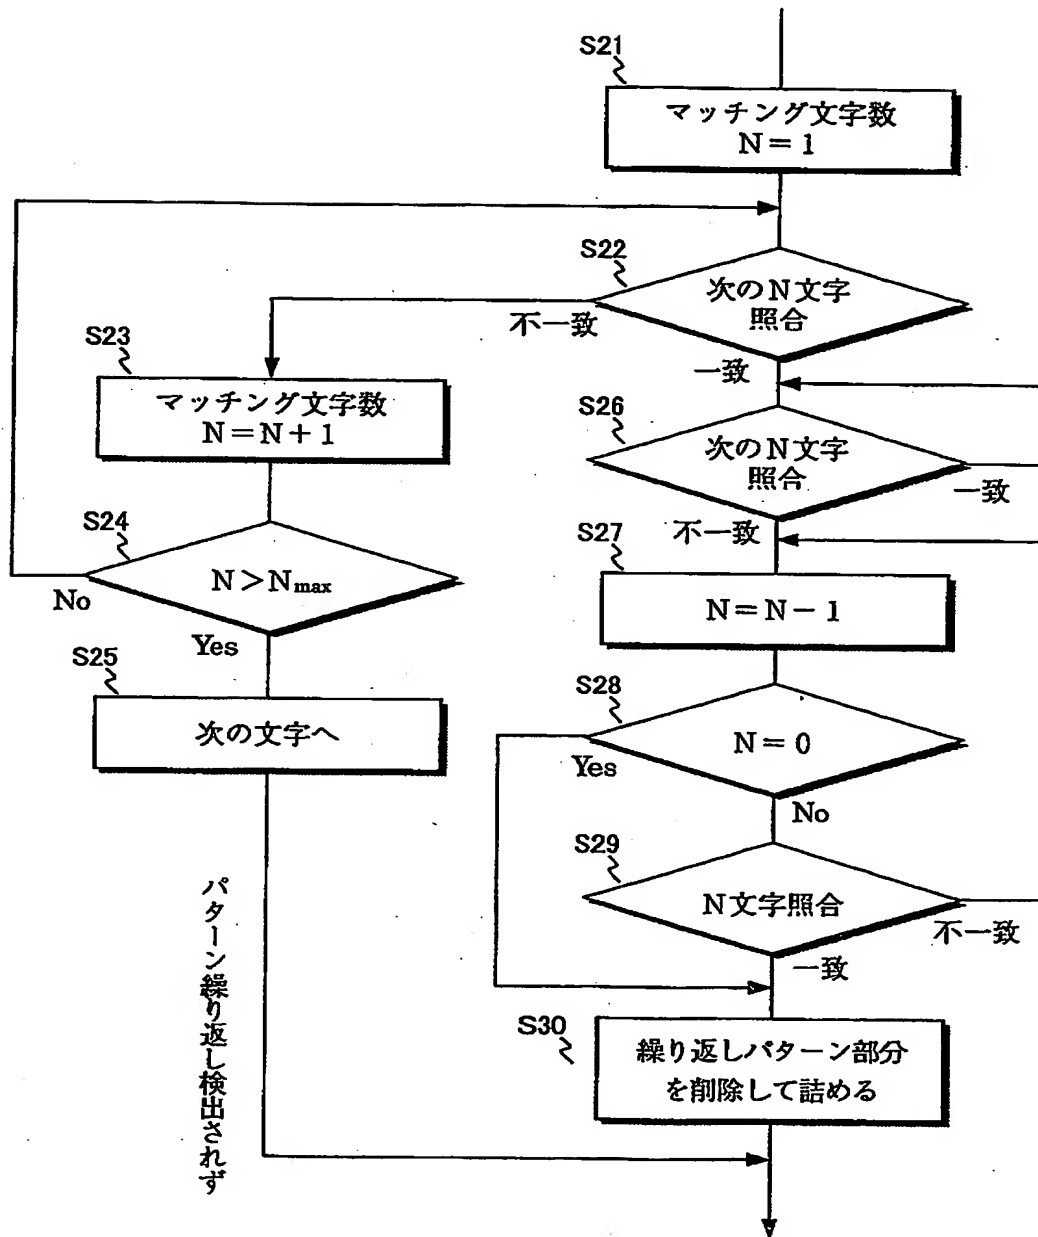 S21
マッチング文字数
N=1
S22
次のN文字
照合
不一致
一致
S23
マッチング文字数
N=N+1
S24
N>Nmax
No
Yes
S25
次の文字へ
パターン繰り返し検出されず
S26
次のN文字
照合
一致
不一致
S27
N=N-1
S28
N=0
Yes
No
S29
N文字照合
不一致
一致
S30
繰り返しパターン部分
を削除して詰める